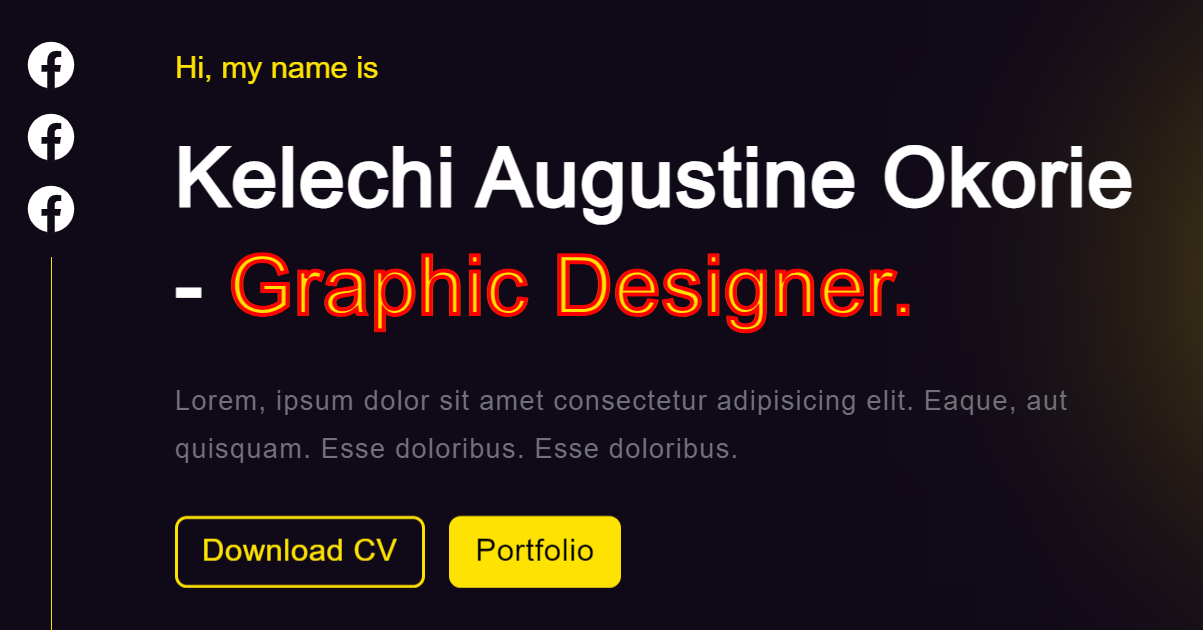 Hi, my name is
Kelechi Augustine Okorie
- Graphic Designer.
Lorem, ipsum dolor sit amet consectetur adipisicing elit. Eaque, aut
quisquam. Esse doloribus. Esse doloribus.
Download CV
Portfolio